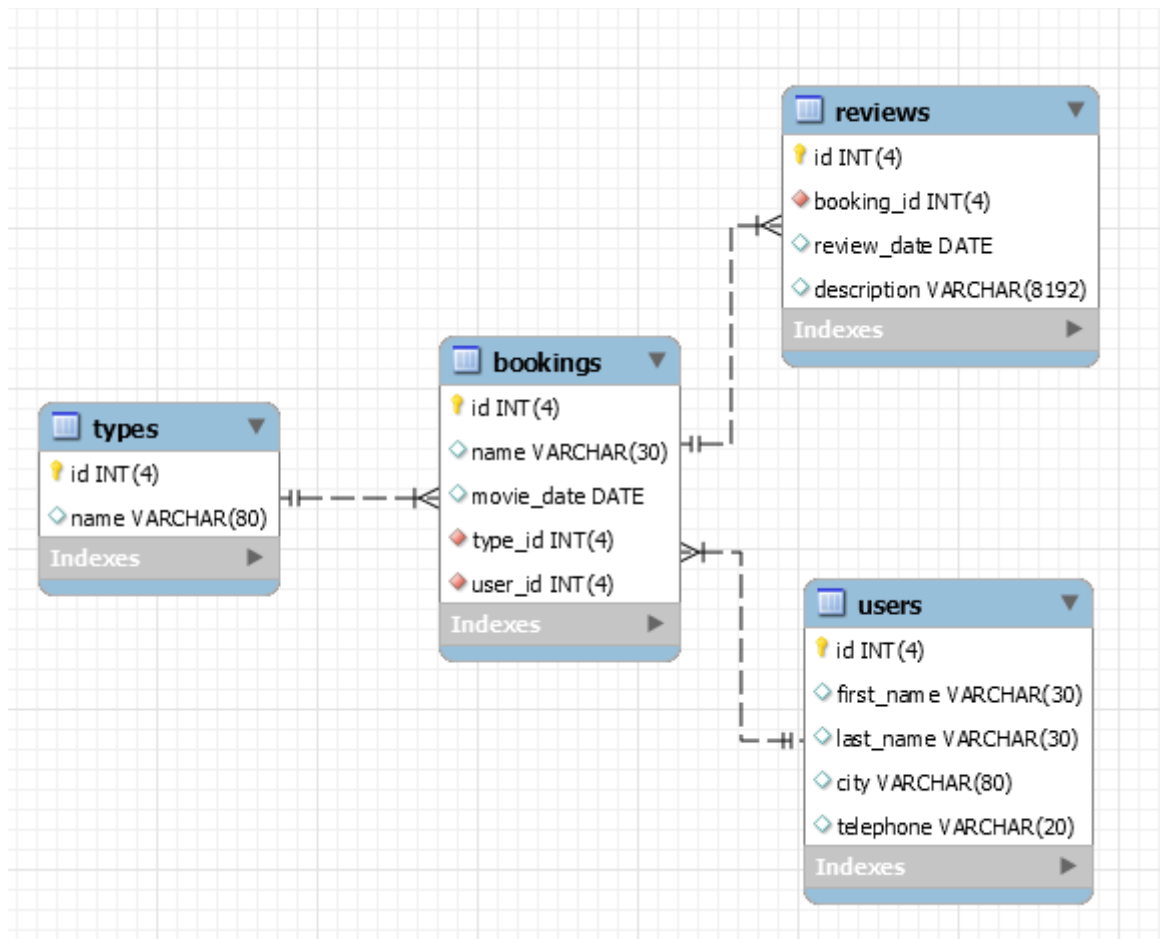 reviews
id INT(4)
booking_id INT(4)
review_date DATE
description VARCHAR(8192)
Indexes
bookings
id INT(4)
name VARCHAR(30)
movie_date DATE
type_id INT(4)
user_id INT(4)
Indexes
types
id INT(4)
name VARCHAR(80)
Indexes
users
id INT(4)
first_name VARCHAR(30)
last_name VARCHAR(30)
city VARCHAR(80)
telephone VARCHAR(20)
Indexes